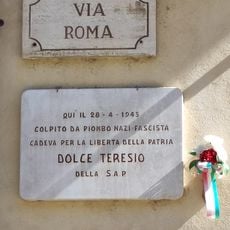 VIA
ROMA
QUI IL 28-4-1945
COLPITO DA PIOMBO NAZI-FASCISTA
CADEVA PER LA LIBERTA DELLA PATRIA
DOLCE TERESIO
DELLA S.A.P.